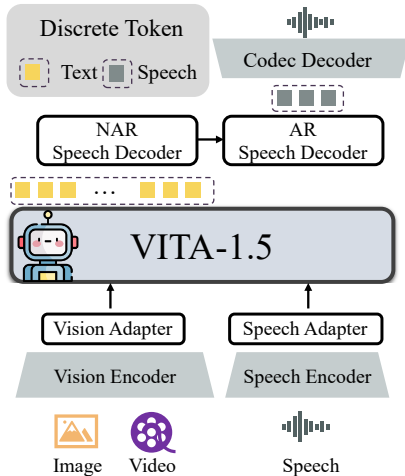 Discrete Token
Text
Speech
Codec Decoder
NAR
Speech Decoder
AR
Speech Decoder
...
VITA-1.5
Vision Adapter
Speech Adapter
Vision Encoder
Speech Encoder
Image
Video
Speech